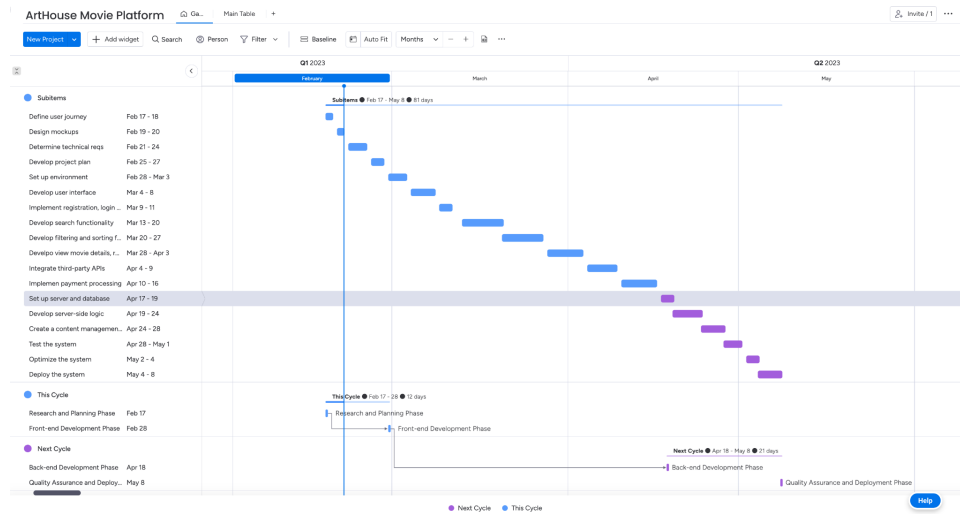 ArtHouse Movie Platform Ga... Main Table + Invite / 1 ...
New Project + Add widget Search Person Filter Baseline Auto Fit Months − + ...
Q1 2023 Q2 2023
February March April May
Subitems Subitems ● Feb 17 - May 8 ● 81 days
Define user journey Feb 17 - 18
Design mockups Feb 19 - 20
Determine technical reqs Feb 21 - 24
Develop project plan Feb 25 - 27
Set up environment Feb 28 - Mar 3
Develop user interface Mar 4 - 8
Implement registration, login ... Mar 9 - 11
Develop search functionality Mar 13 - 20
Develop filtering and sorting f... Mar 20 - 27
Develpo view movie details, r... Mar 28 - Apr 3
Integrate third-party APIs Apr 4 - 9
Implemen payement processing Apr 10 - 16
Set up server and database Apr 17 - 19
Develop server-side logic Apr 19 - 24
Create a content managemen... Apr 24 - 28
Test the system Apr 28 - May 1
Optimize the system May 2 - 4
Deploy the system May 4 - 8
This Cycle This Cycle ● Feb 17 - 28 ● 12 days
Research and Planning Phase Feb 17 Research and Planning Phase
Front-end Development Phase Feb 28 Front-end Development Phase
Next Cycle Next Cycle ● Apr 18 - May 8 ● 21 days
Back-end Development Phase Apr 18 Back-end Development Phase
Quality Assurance and Deploy... May 8 Quality Assurance and Deployment Phase
Help
Next Cycle This Cycle